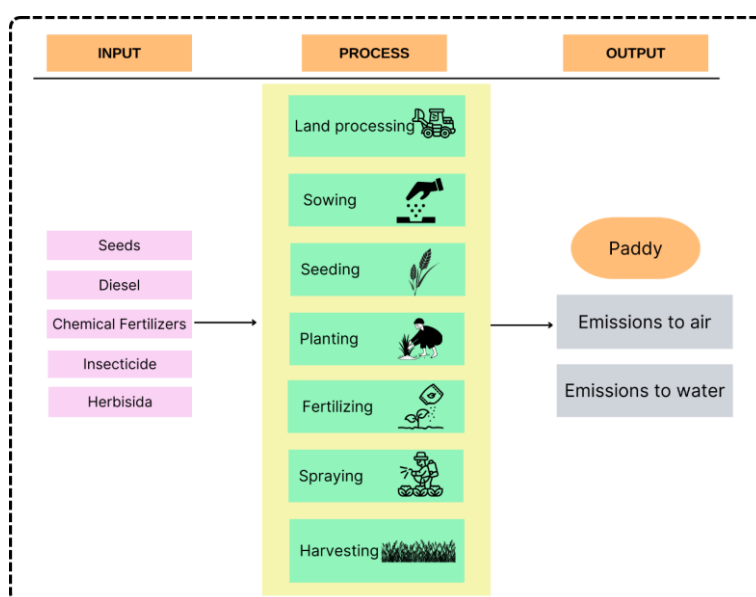 INPUT
PROCESS
OUTPUT
Seeds
Diesel
Chemical Fertilizers
Insecticide
Herbisida
Land processing
Sowing
Seeding
Planting
Fertilizing
Spraying
Harvesting
Paddy
Emissions to air
Emissions to water